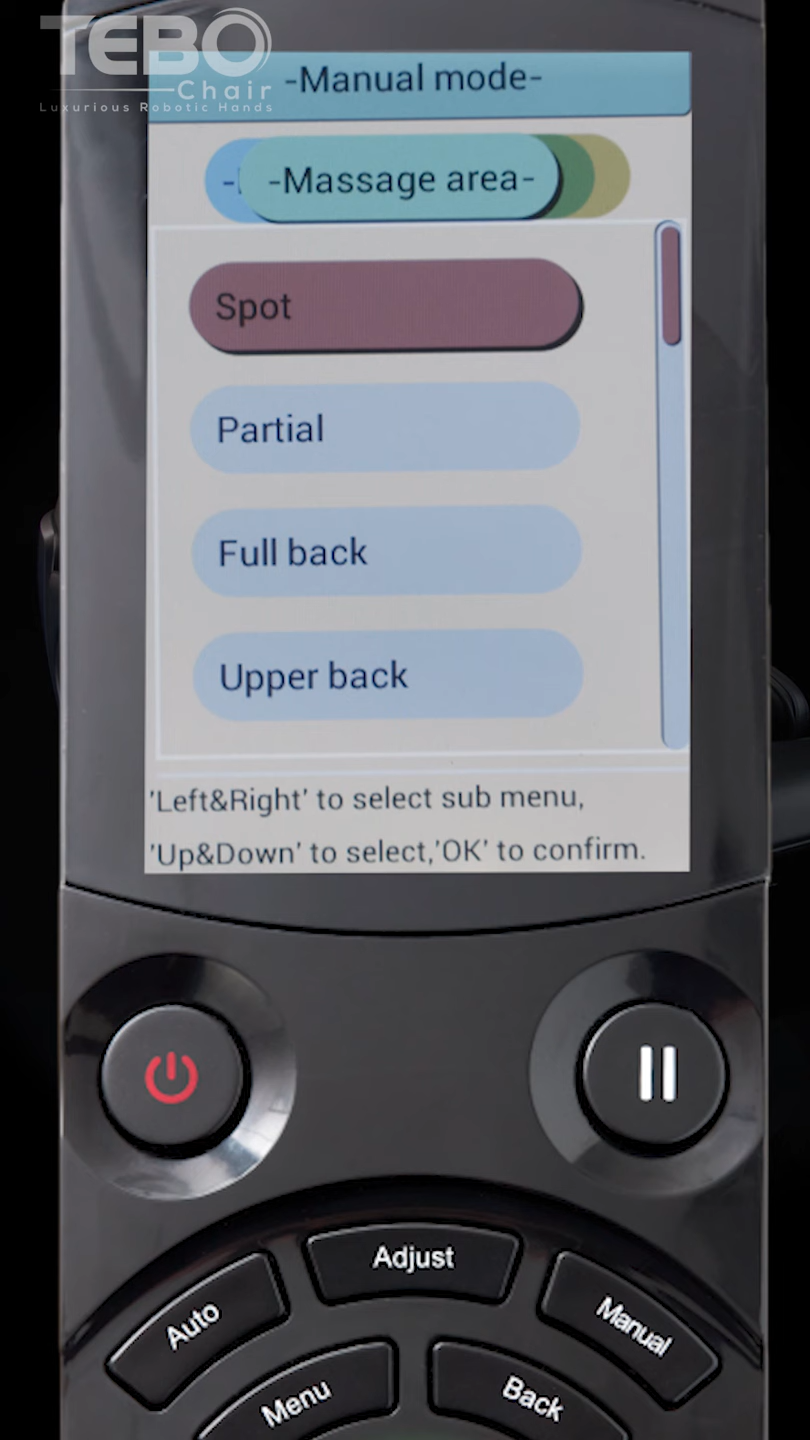 TEBO
Chair
Luxurious Robotic Hands
-Manual mode-
-Massage area-
Spot
Partial
Full back
Upper back
'Left&Right' to select sub menu,
'Up&Down' to select,'OK' to confirm.
Adjust
Auto
Manual
Menu
Back